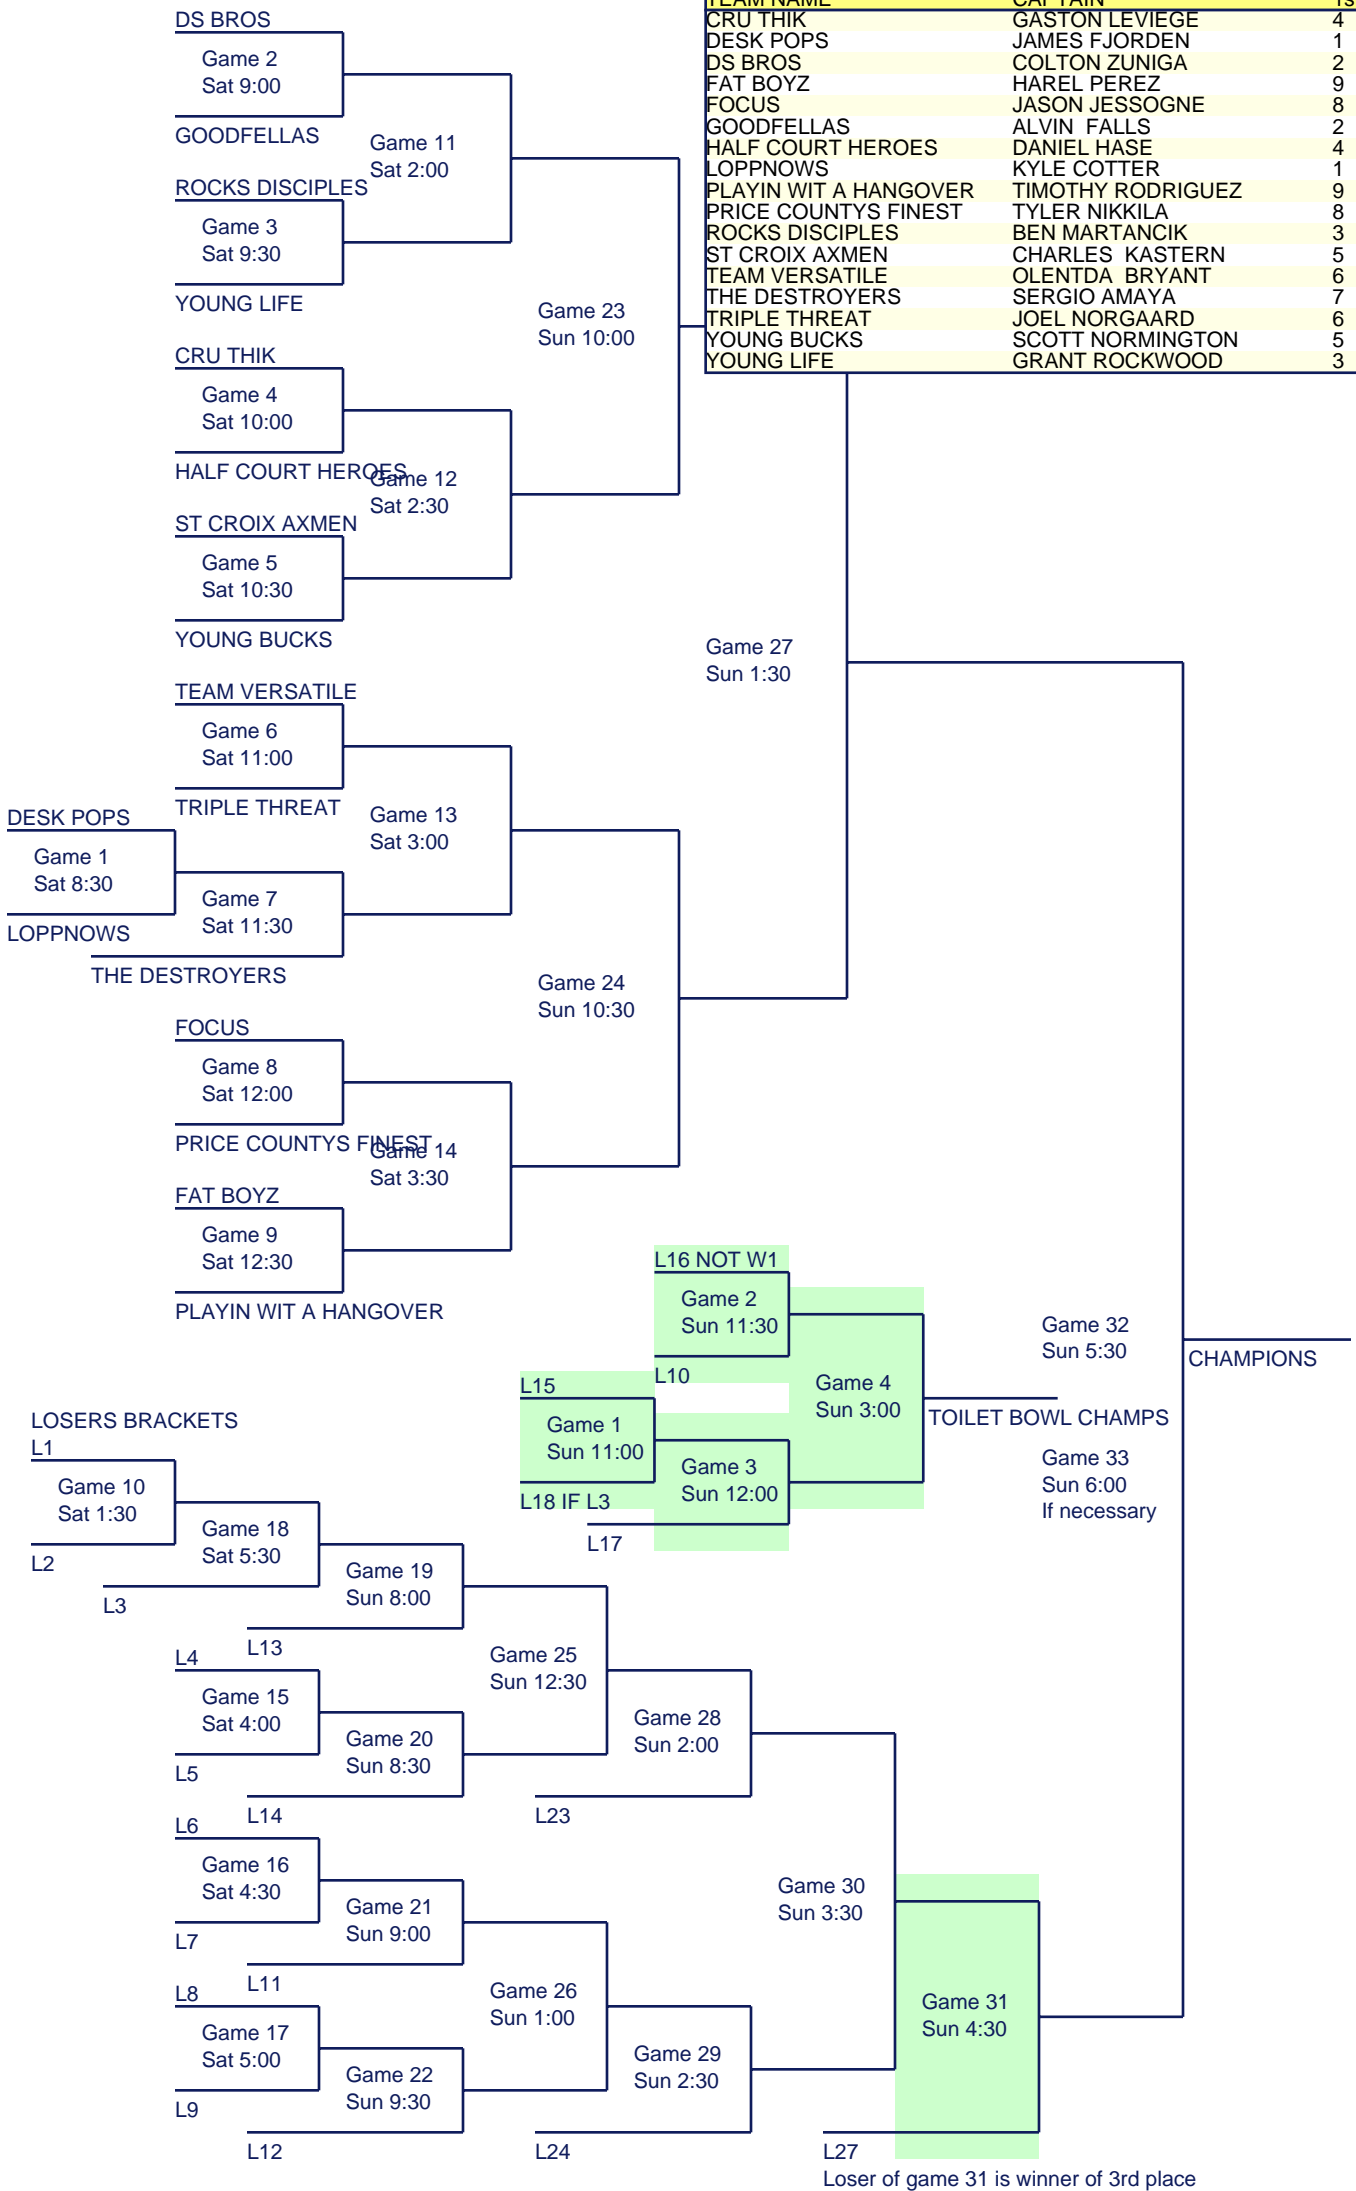 TEAM NAME CAPTAIN 1s
CRU THIK GASTON LEVIEGE 4
DESK POPS JAMES FJORDEN 1
DS BROS COLTON ZUNIGA 2
FAT BOYZ HAREL PEREZ 9
FOCUS JASON JESSOGNE 8
GOODFELLAS ALVIN FALLS 2
HALF COURT HEROES DANIEL HASE 4
LOPPNOWS KYLE COTTER 1
PLAYIN WIT A HANGOVER TIMOTHY RODRIGUEZ 9
PRICE COUNTYS FINEST TYLER NIKKILA 8
ROCKS DISCIPLES BEN MARTANCIK 3
ST CROIX AXMEN CHARLES KASTERN 5
TEAM VERSATILE OLENTDA BRYANT 6
THE DESTROYERS SERGIO AMAYA 7
TRIPLE THREAT JOEL NORGAARD 6
YOUNG BUCKS SCOTT NORMINGTON 5
YOUNG LIFE GRANT ROCKWOOD 3
DS BROS
Game 2
Sat 9:00
GOODFELLAS
Game 11
Sat 2:00
ROCKS DISCIPLES
Game 3
Sat 9:30
YOUNG LIFE
Game 23
Sun 10:00
CRU THIK
Game 4
Sat 10:00
HALF COURT HEROES
Game 12
Sat 2:30
ST CROIX AXMEN
Game 5
Sat 10:30
YOUNG BUCKS
Game 27
Sun 1:30
TEAM VERSATILE
Game 6
Sat 11:00
TRIPLE THREAT
Game 13
Sat 3:00
DESK POPS
Game 1
Sat 8:30
LOPPNOWS
Game 7
Sat 11:30
THE DESTROYERS
Game 24
Sun 10:30
FOCUS
Game 8
Sat 12:00
PRICE COUNTYS FINEST
Game 14
Sat 3:30
FAT BOYZ
Game 9
Sat 12:30
PLAYIN WIT A HANGOVER
L16 NOT W1
Game 2
Sun 11:30
L10
Game 32
Sun 5:30
CHAMPIONS
L15
Game 1
Sun 11:00
L18 IF L3
Game 4
Sun 3:00
TOILET BOWL CHAMPS
Game 3
Sun 12:00
L17
Game 33
Sun 6:00
If necessary
LOSERS BRACKETS
L1
Game 10
Sat 1:30
L2
Game 18
Sat 5:30
L3
Game 19
Sun 8:00
L13
L4
Game 15
Sat 4:00
L5
Game 20
Sun 8:30
L14
Game 25
Sun 12:30
Game 28
Sun 2:00
L23
L6
Game 16
Sat 4:30
L7
Game 21
Sun 9:00
L11
Game 30
Sun 3:30
L8
Game 17
Sat 5:00
L9
Game 22
Sun 9:30
L12
Game 26
Sun 1:00
Game 29
Sun 2:30
L24
Game 31
Sun 4:30
L27
Loser of game 31 is winner of 3rd place